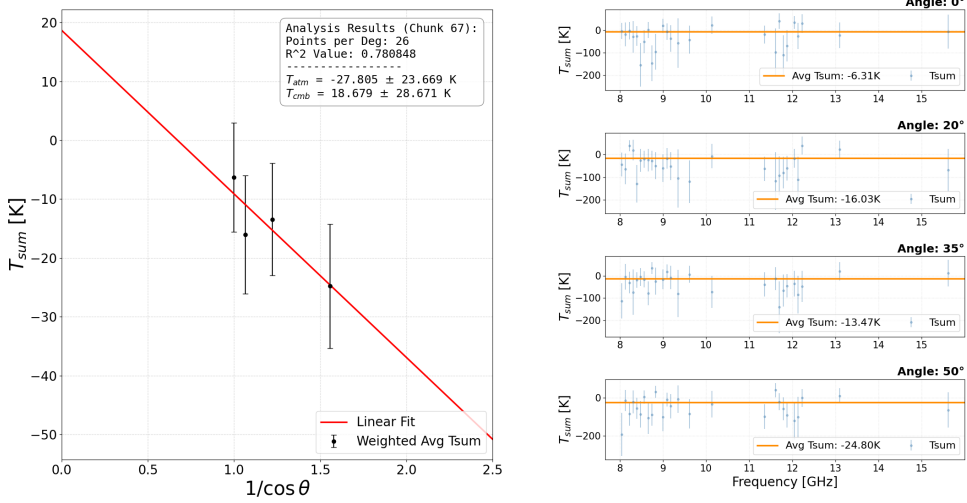 Analysis Results (Chunk 67):
Points per Deg: 26
R^2 Value: 0.780848
-----------------
T_atm = -27.805 ± 23.669 K
T_cmb = 18.679 ± 28.671 K
20
10
0
−10
−20
−30
−40
−50
T_sum [K]
Linear Fit
Weighted Avg Tsum
0.0 0.5 1.0 1.5 2.0 2.5
1/cos θ
Angle: 0°
0
−100
−200
T_sum [K]
Avg Tsum: -6.31K Tsum
8 9 10 11 12 13 14 15
Angle: 20°
0
−100
−200
T_sum [K]
Avg Tsum: -16.03K Tsum
8 9 10 11 12 13 14 15
Angle: 35°
0
−100
−200
T_sum [K]
Avg Tsum: -13.47K Tsum
8 9 10 11 12 13 14 15
Angle: 50°
0
−200
T_sum [K]
Avg Tsum: -24.80K Tsum
8 9 10 11 12 13 14 15
Frequency [GHz]